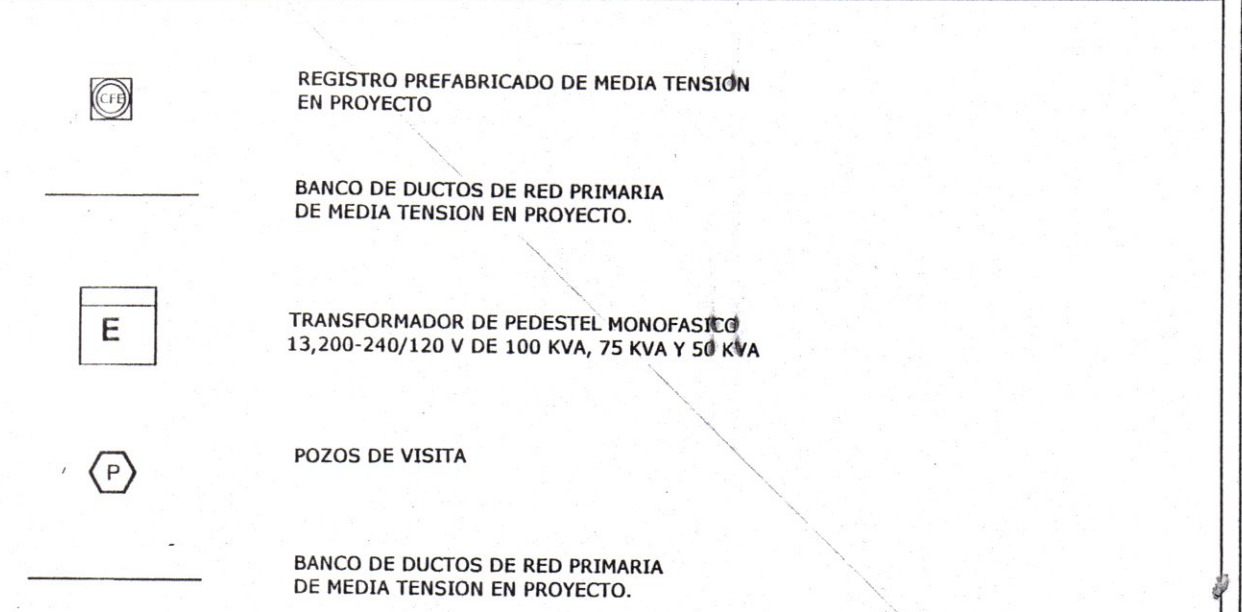 CFE
REGISTRO PREFABRICADO DE MEDIA TENSION
EN PROYECTO
BANCO DE DUCTOS DE RED PRIMARIA
DE MEDIA TENSION EN PROYECTO.
E
TRANSFORMADOR DE PEDESTEL MONOFASICO
13,200-240/120 V DE 100 KVA, 75 KVA Y 50 KVA
P
POZOS DE VISITA
BANCO DE DUCTOS DE RED PRIMARIA
DE MEDIA TENSION EN PROYECTO.